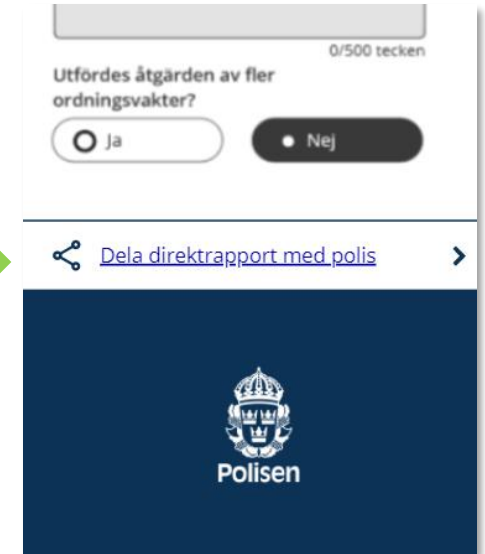 0/500 tecken
Utfördes åtgärden av fler
ordningsvakter?
Ja
Nej
Dela direktrapport med polis
Polisen